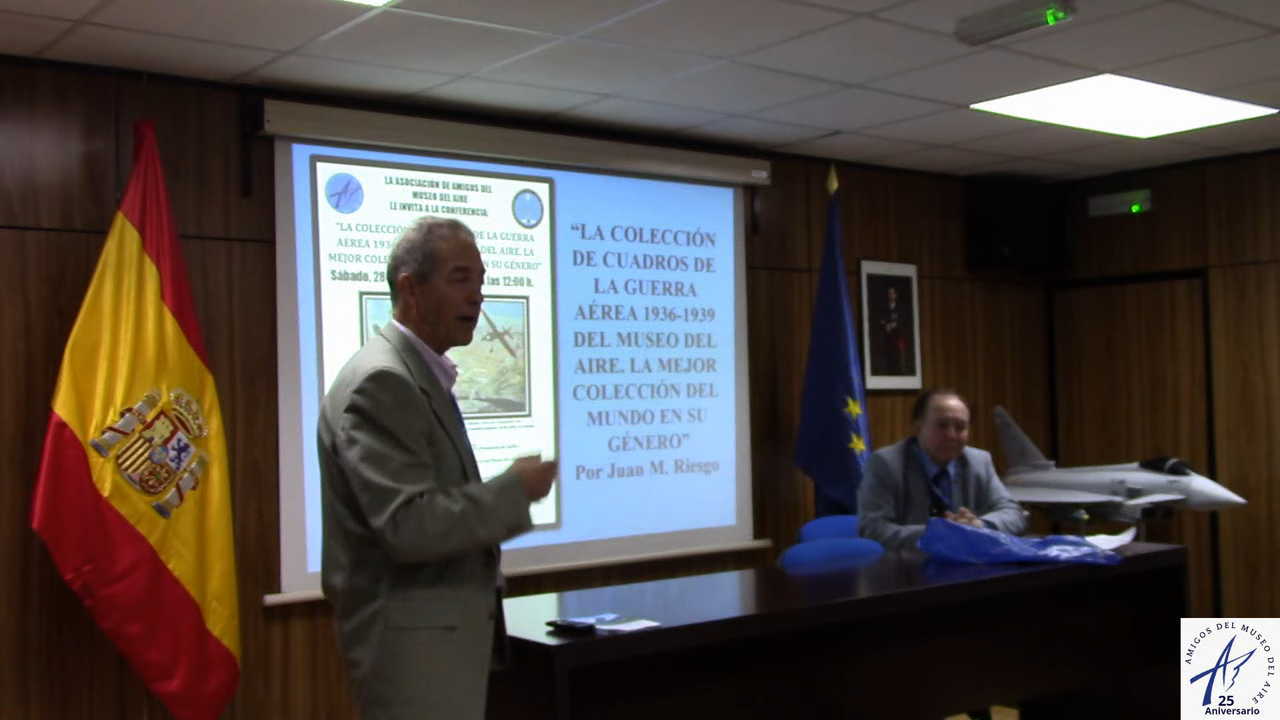 LA ASOCIACIÓN DE AMIGOS DEL
MUSEO DEL AIRE
LE INVITA A LA CONFERENCIA:
"LA COLECCIÓN DE LA GUERRA
AÉREA 193 DEL AIRE. LA
MEJOR COLE EN SU GÉNERO"
Sábado, 28 las 12:00 h.
"LA COLECCIÓN
DE CUADROS DE
LA GUERRA
AÉREA 1936-1939
DEL MUSEO DEL
AIRE. LA MEJOR
COLECCIÓN DEL
MUNDO EN SU
GÉNERO"
Por Juan M. Riesgo
AMIGOS DEL MUSEO DEL AIRE
25
Aniversario